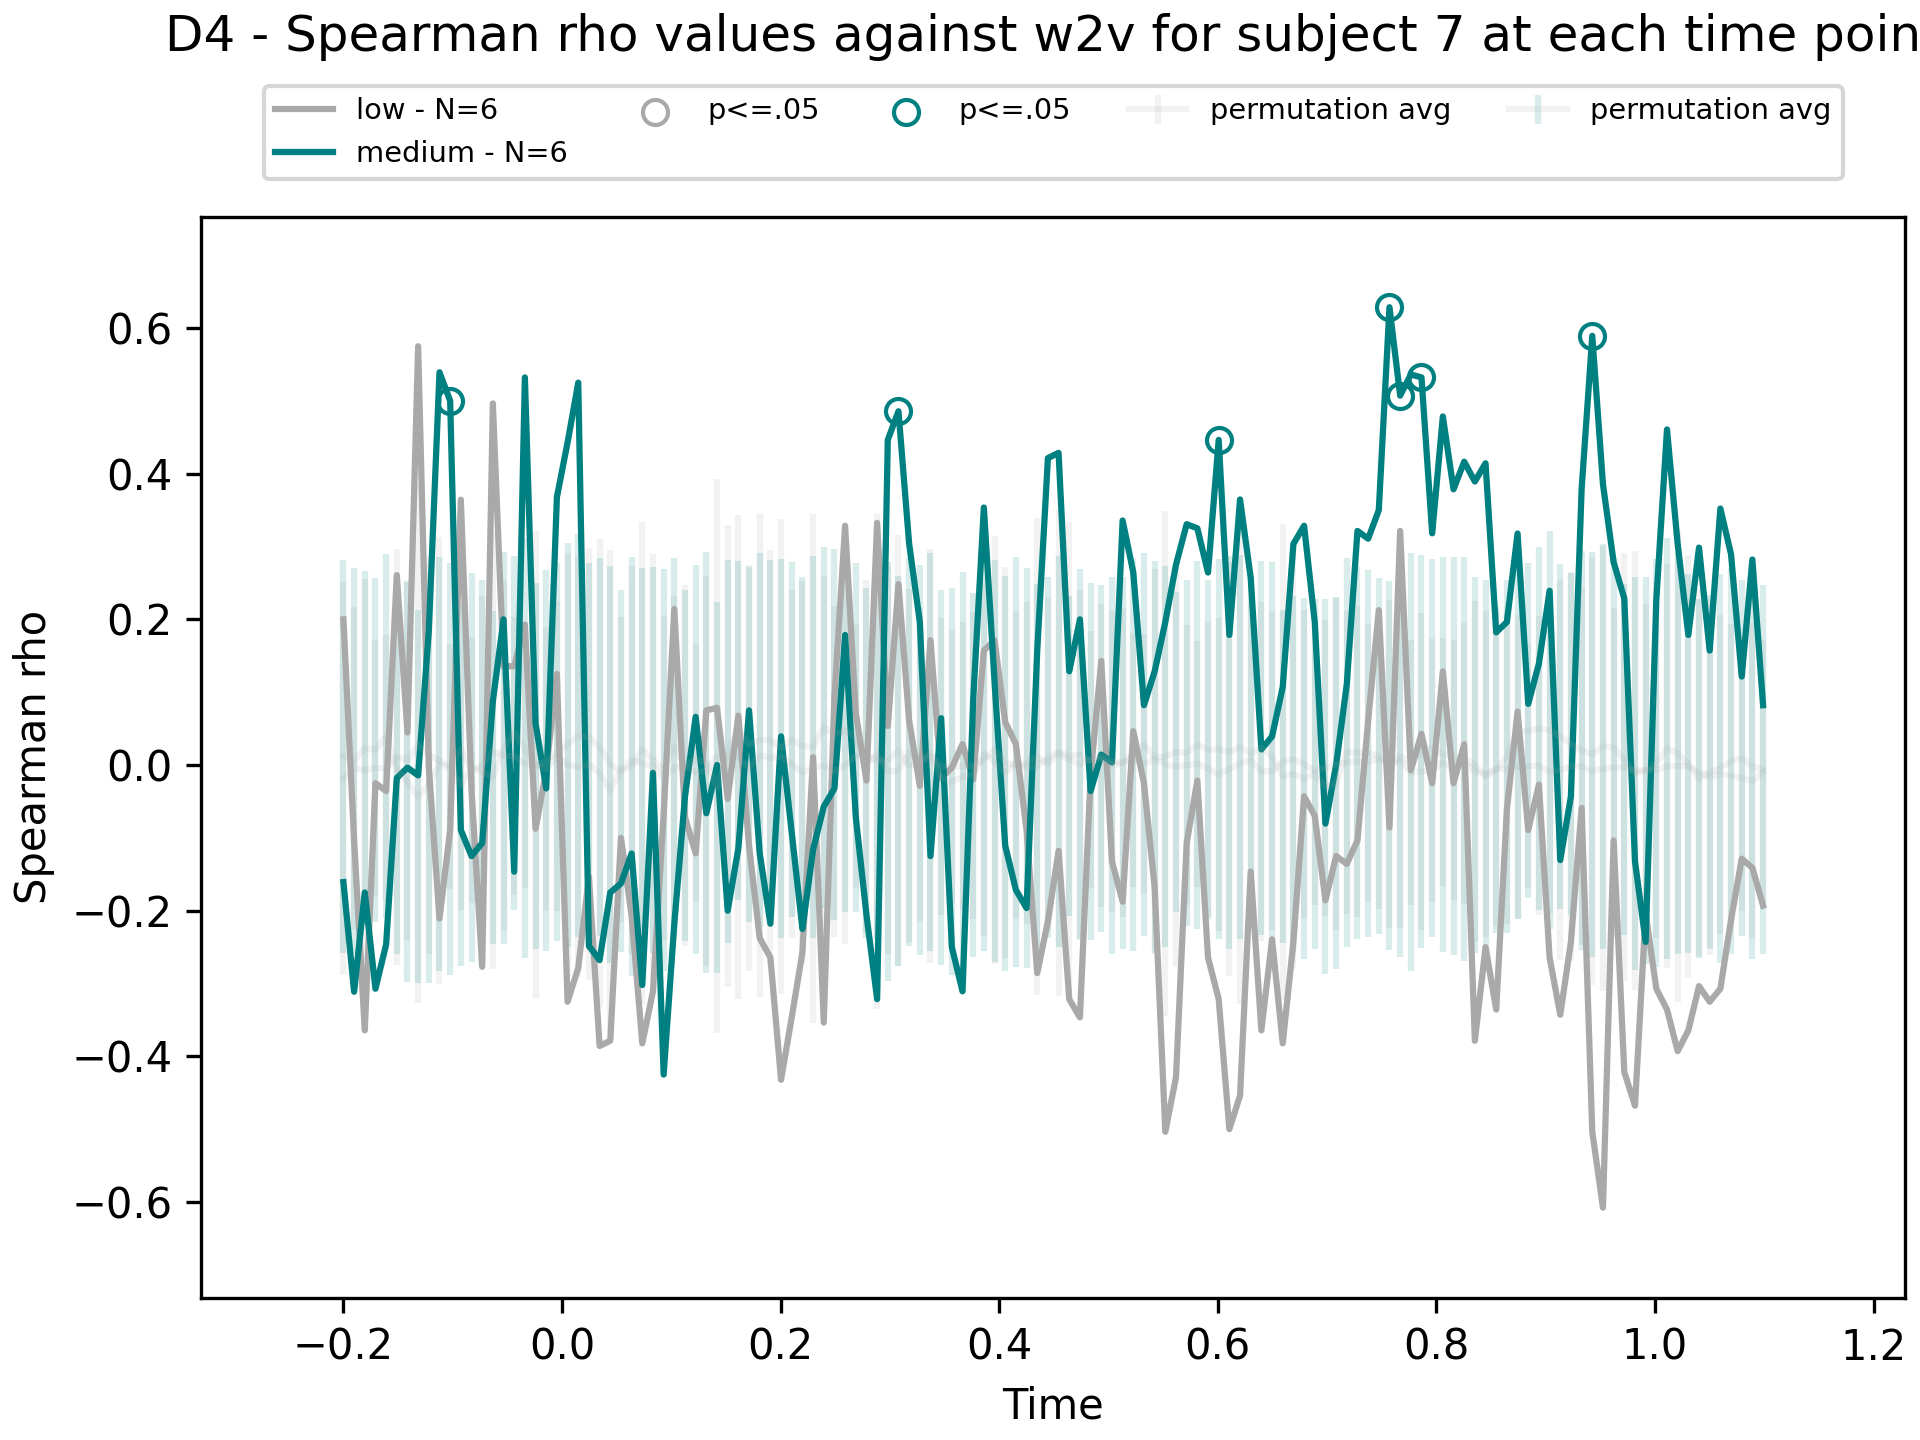 D4 - Spearman rho values against w2v for subject 7 at each time poin
low - N=6
medium - N=6
p<=.05
p<=.05
permutation avg
permutation avg
Spearman rho
0.6
0.4
0.2
0.0
−0.2
−0.4
−0.6
−0.2 0.0 0.2 0.4 0.6 0.8 1.0 1.2
Time